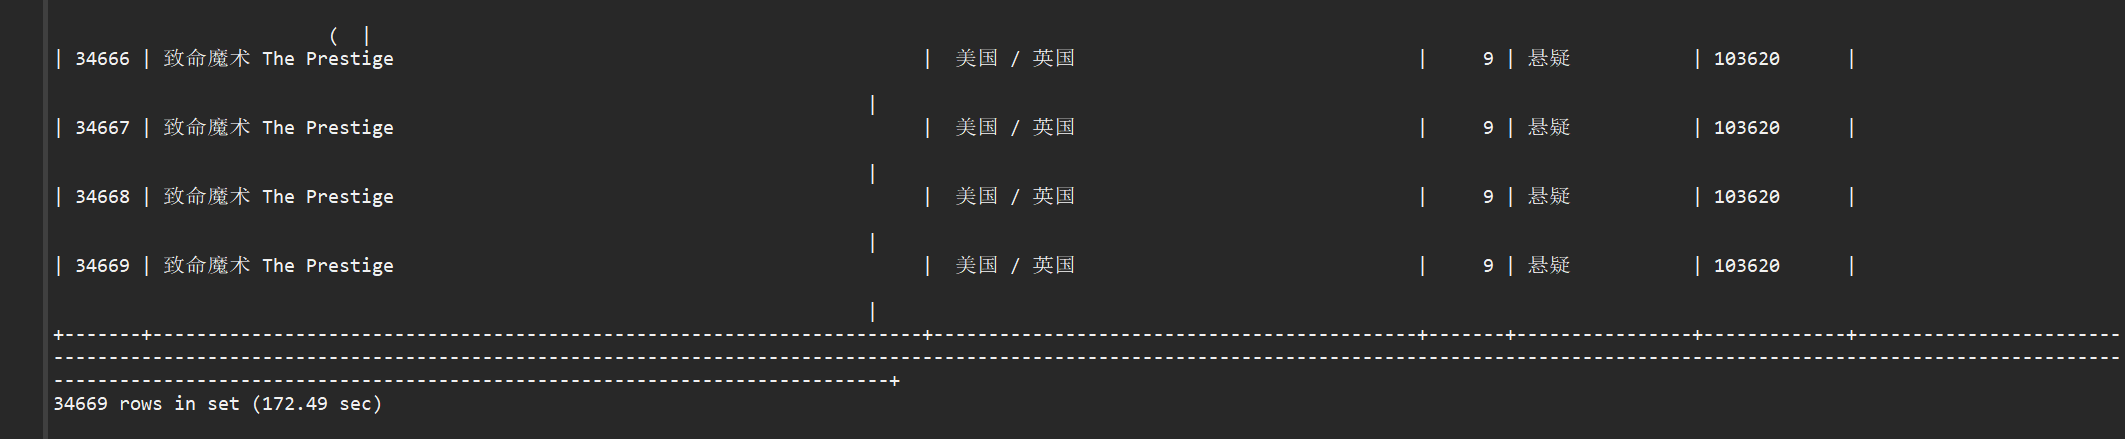 ( |
| 34666 | 致命魔术 The Prestige | 美国 / 英国 | 9 | 悬疑 | 103620 |
|
| 34667 | 致命魔术 The Prestige | 美国 / 英国 | 9 | 悬疑 | 103620 |
|
| 34668 | 致命魔术 The Prestige | 美国 / 英国 | 9 | 悬疑 | 103620 |
|
| 34669 | 致命魔术 The Prestige | 美国 / 英国 | 9 | 悬疑 | 103620 |
|
34669 rows in set (172.49 sec)